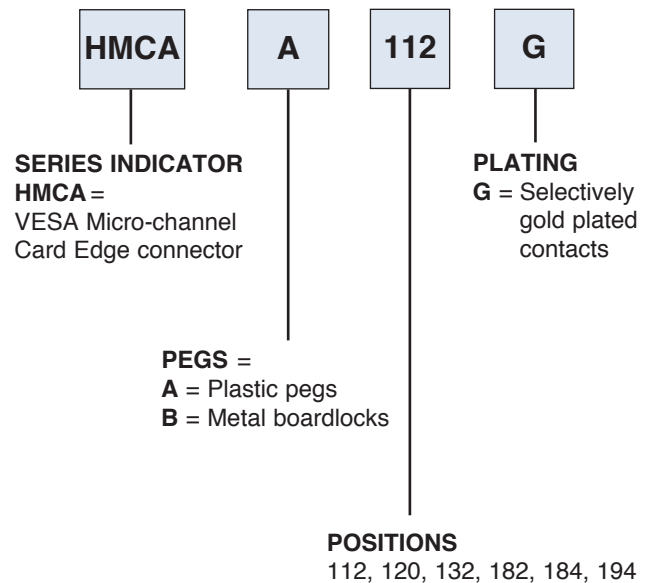 HMCA A 112 G
SERIES INDICATOR
HMCA =
VESA Micro-channel
Card Edge connector
PLATING
G = Selectively
gold plated
contacts
PEGS =
A = Plastic pegs
B = Metal boardlocks
POSITIONS
112, 120, 132, 182, 184, 194